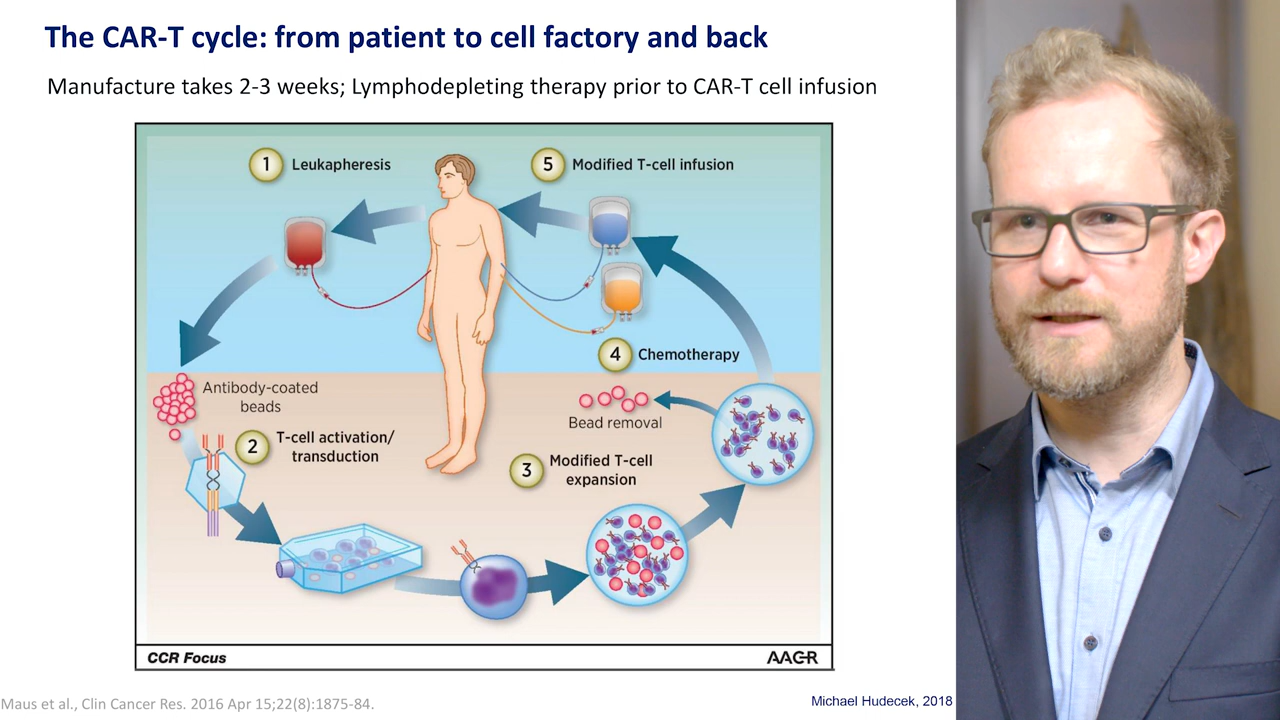 The CAR-T cycle: from patient to cell factory and back
Manufacture takes 2-3 weeks; Lymphodepleting therapy prior to CAR-T cell infusion
1 Leukapheresis
5 Modified T-cell infusion
4 Chemotherapy
Antibody-coated
beads
Bead removal
2 T-cell activation/
transduction
3 Modified T-cell
expansion
CCR Focus
AACR
Maus et al., Clin Cancer Res. 2016 Apr 15;22(8):1875-84.
Michael Hudecek, 2018